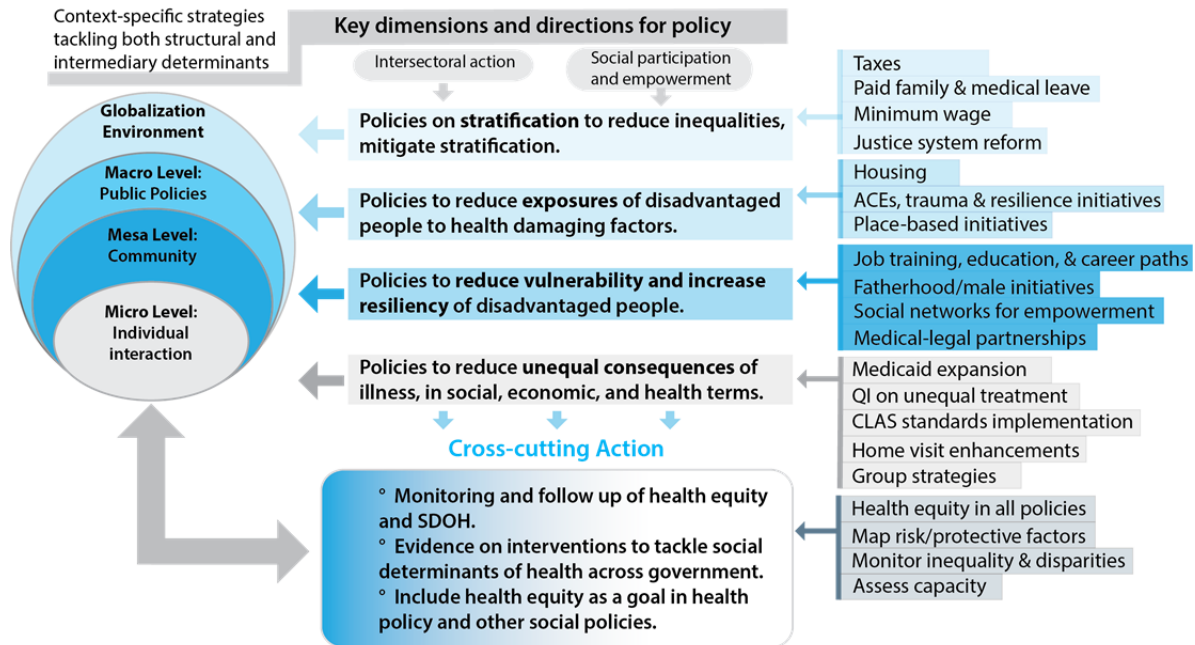 Context-specific strategies
tackling both structural and
intermediary determinants
Key dimensions and directions for policy
Intersectoral action
Social participation
and empowerment
Globalization
Environment
Macro Level:
Public Policies
Mesa Level:
Community
Micro Level:
Individual
interaction
Policies on stratification to reduce inequalities,
mitigate stratification.
Taxes
Paid family & medical leave
Minimum wage
Justice system reform
Policies to reduce exposures of disadvantaged
people to health damaging factors.
Housing
ACEs, trauma & resilience initiatives
Place-based initiatives
Policies to reduce vulnerability and increase
resiliency of disadvantaged people.
Job training, education, & career paths
Fatherhood/male initiatives
Social networks for empowerment
Medical-legal partnerships
Policies to reduce unequal consequences of
illness, in social, economic, and health terms.
Medicaid expansion
QI on unequal treatment
CLAS standards implementation
Home visit enhancements
Group strategies
Cross-cutting Action
° Monitoring and follow up of health equity
and SDOH.
° Evidence on interventions to tackle social
determinants of health across government.
° Include health equity as a goal in health
policy and other social policies.
Health equity in all policies
Map risk/protective factors
Monitor inequality & disparities
Assess capacity